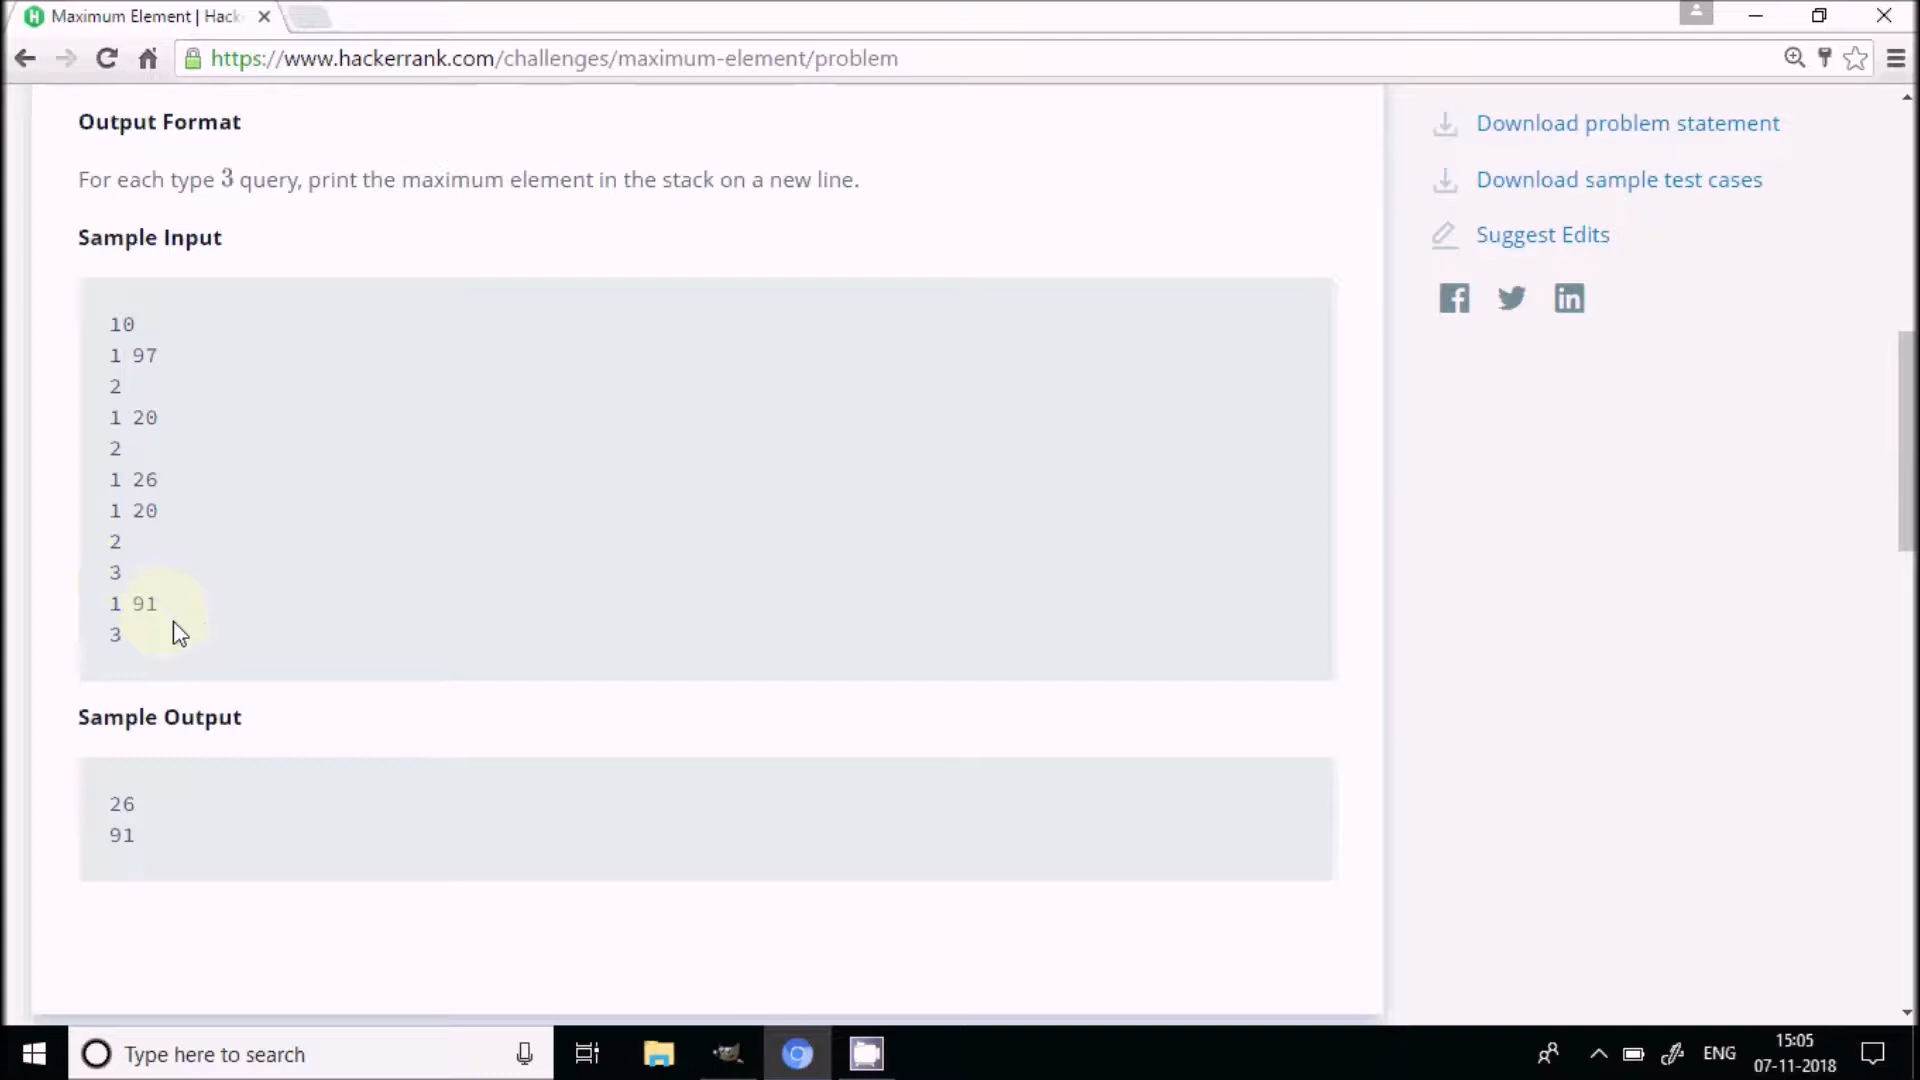 Maximum Element | Hack
https://www.hackerrank.com/challenges/maximum-element/problem
Output Format
For each type 3 query, print the maximum element in the stack on a new line.
Sample Input
10
1 97
2
1 20
2
1 26
1 20
2
3
1 91
3
Sample Output
26
91
Download problem statement
Download sample test cases
Suggest Edits
Type here to search
ENG
15:05
07-11-2018